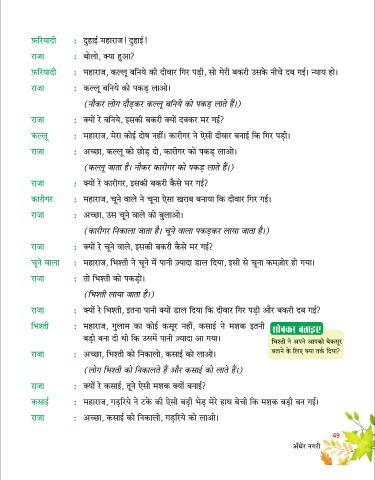 फ़रियादी : दुहाई महाराज! दुहाई!
राजा : बोलो, क्या हुआ?
फ़रियादी : महाराज, कल्लू बनिये की दीवार गिर पड़ी, सो मेरी बकरी उसके नीचे दब गई। न्याय हो।
राजा : कल्लू बनिये को पकड़ लाओ।
(नौकर लोग दौड़कर कल्लू बनिये को पकड़ लाते हैं।)
राजा : क्यों रे बनिये, इसकी बकरी क्यों दबकर मर गई?
कल्लू : महाराज, मेरा कोई दोष नहीं। कारीगर ने ऐसी दीवार बनाई कि गिर पड़ी।
राजा : अच्छा, कल्लू को छोड़ दो, कारीगर को पकड़ लाओ।
(कल्लू जाता है। नौकर कारीगर को पकड़ लाते हैं।)
राजा : क्यों रे कारीगर, इसकी बकरी कैसे मर गई?
कारीगर : महाराज, चूने वाले ने चूना ऐसा खराब बनाया कि दीवार गिर गई।
राजा : अच्छा, उस चूने वाले को बुलाओ।
(कारीगर निकाला जाता है। चूने वाला पकड़कर लाया जाता है।)
राजा : क्यों रे चूने वाले, इसकी बकरी कैसे मर गई?
चूने वाला : महाराज, भिश्ती ने चूने में पानी ज़्यादा डाल दिया, इसी से चूना कमज़ोर हो गया।
राजा : तो भिश्ती को पकड़ो।
(भिश्ती लाया जाता है।)
राजा : क्यों रे भिश्ती, इतना पानी क्यों डाल दिया कि दीवार गिर पड़ी और बकरी दब गई?
भिश्ती : महाराज, गुलाम का कोई कसूर नहीं, कसाई ने मशक इतनी
बड़ी बना दी थी कि उसमें पानी ज़्यादा आ गया।
सोचकर बताइए
भिश्ती ने अपने आपको बेकसूर
बताने के लिए क्या तर्क दिया?
राजा : अच्छा, भिश्ती को निकालो, कसाई को लाओ।
(लोग भिश्ती को निकालते हैं और कसाई को लाते हैं।)
राजा : क्यों रे कसाई, तूने ऐसी मशक क्यों बनाई?
कसाई : महाराज, गड़रिये ने टके की ऐसी बड़ी भेड़ मेरे हाथ बेची कि मशक बड़ी बन गई।
राजा : अच्छा, कसाई को निकालो, गड़रिये को लाओ।
49
अंधेर नगरी